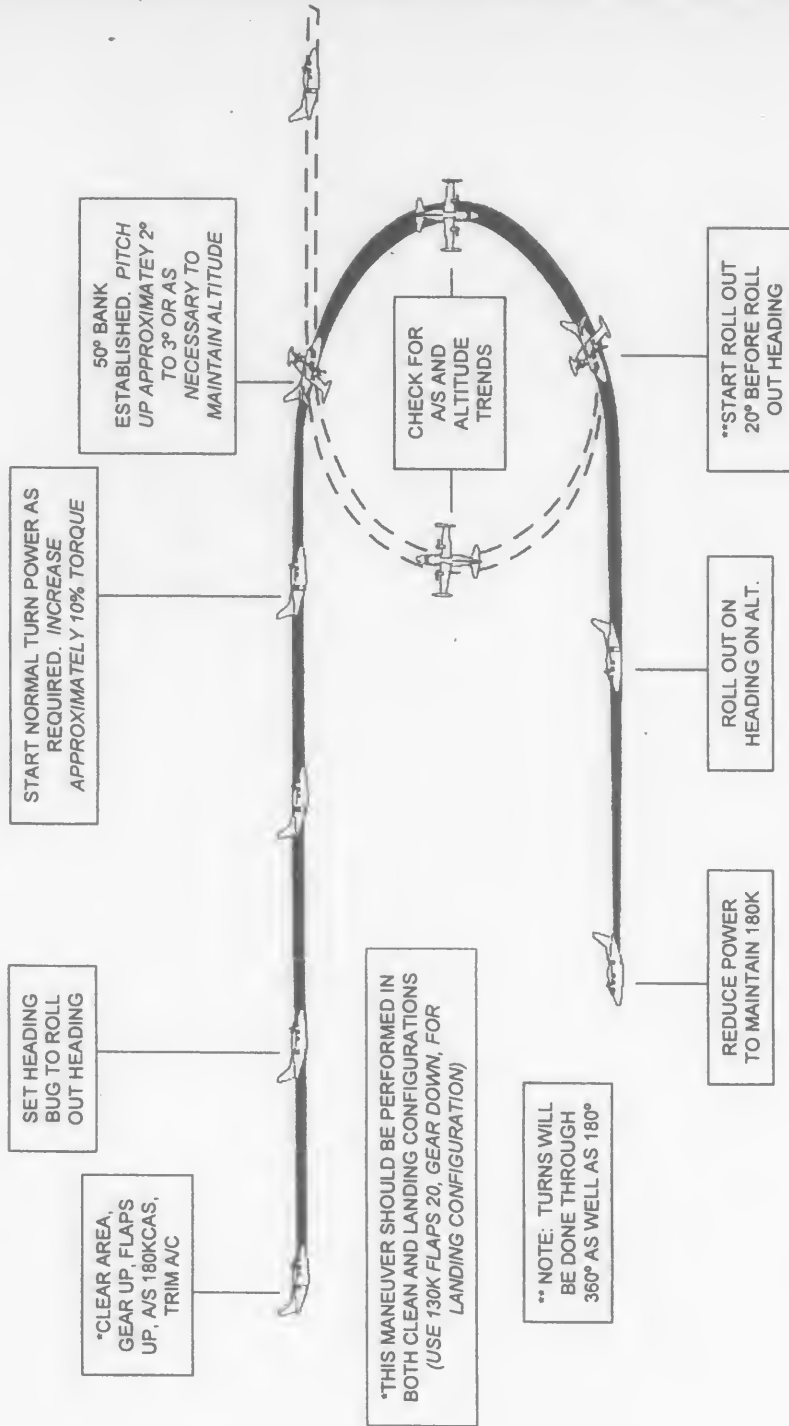 *CLEAR AREA,
GEAR UP, FLAPS
UP, A/S 180KCAS,
TRIM A/C
SET HEADING
BUG TO ROLL
OUT HEADING
START NORMAL TURN POWER AS
REQUIRED. INCREASE
APPROXIMATELY 10% TORQUE
50º BANK
ESTABLISHED. PITCH
UP APPROXIMATEY 2º
TO 3º OR AS
NECESSARY TO
MAINTAIN ALTITUDE
CHECK FOR
A/S AND
ALTITUDE
TRENDS
**START ROLL OUT
20º BEFORE ROLL
OUT HEADING
ROLL OUT ON
HEADING ON ALT.
REDUCE POWER
TO MAINTAIN 180K
*THIS MANEUVER SHOULD BE PERFORMED IN
BOTH CLEAN AND LANDING CONFIGURATIONS
(USE 130K FLAPS 20, GEAR DOWN, FOR
LANDING CONFIGURATION)
** NOTE: TURNS WILL
BE DONE THROUGH
360º AS WELL AS 180º